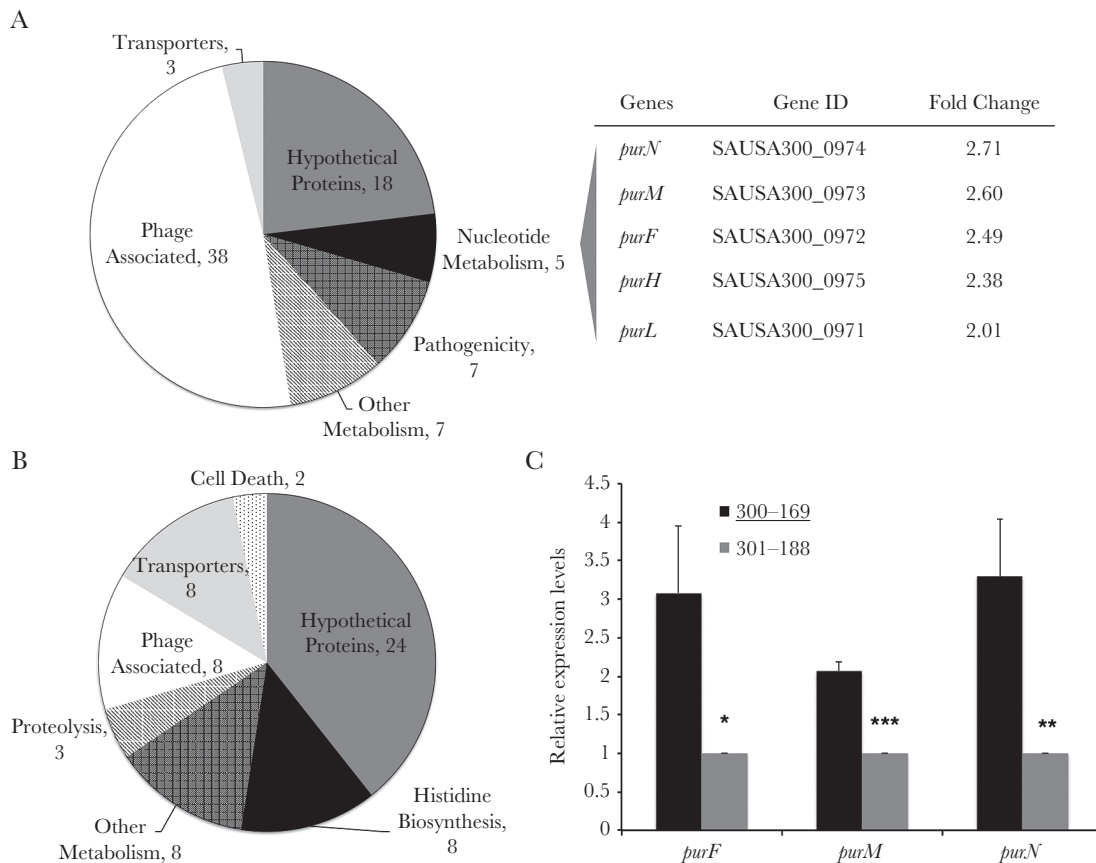 A
Transporters,
3
Hypothetical
Proteins, 18
Phage
Associated, 38
Nucleotide
Metabolism, 5
Pathogenicity,
7
Other
Metabolism, 7
Genes Gene ID Fold Change
purN SAUSA300_0974 2.71
purM SAUSA300_0973 2.60
purF SAUSA300_0972 2.49
purH SAUSA300_0975 2.38
purL SAUSA300_0971 2.01
B
Cell Death, 2
Transporters,
8
Hypothetical
Proteins, 24
Phage
Associated, 8
Proteolysis,
3
Other
Metabolism, 8
Histidine
Biosynthesis,
8
C
Relative expression levels
4.5
4
3.5
3
2.5
2
1.5
1
0.5
0
300–169
301–188
* *** **
purF purM purN